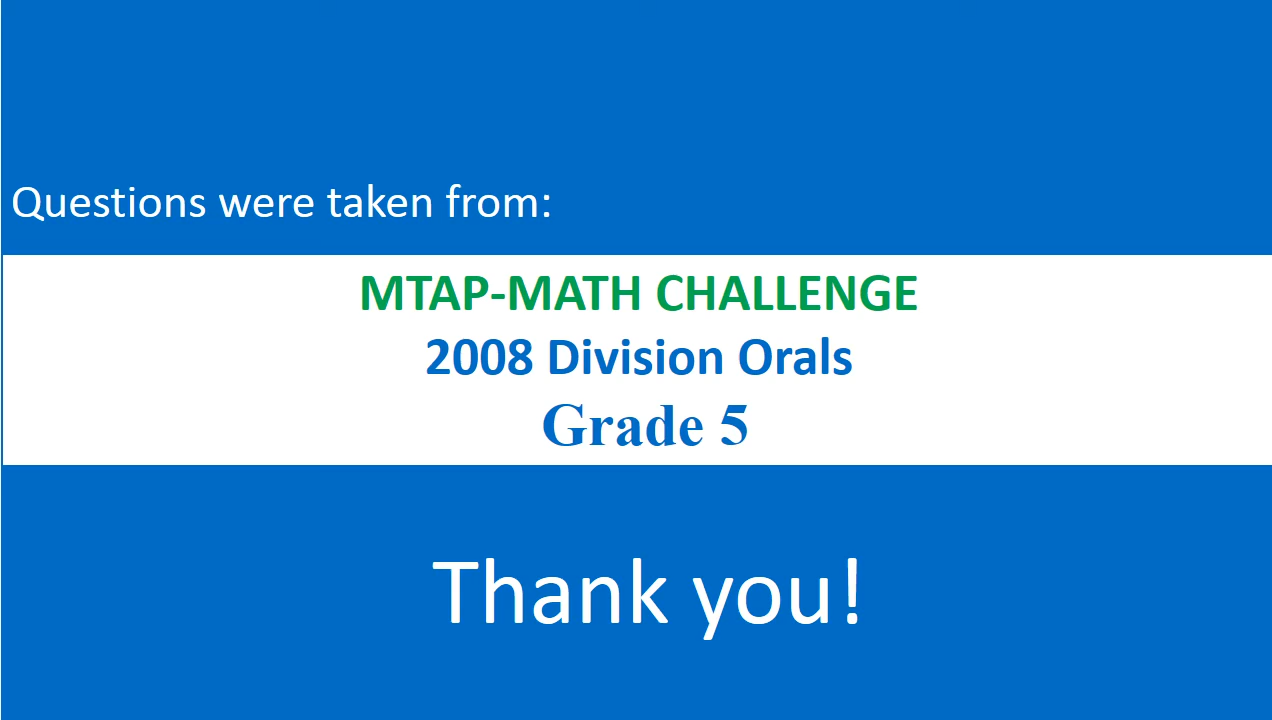 Questions were taken from:
MTAP-MATH CHALLENGE
2008 Division Orals
Grade 5
Thank you!